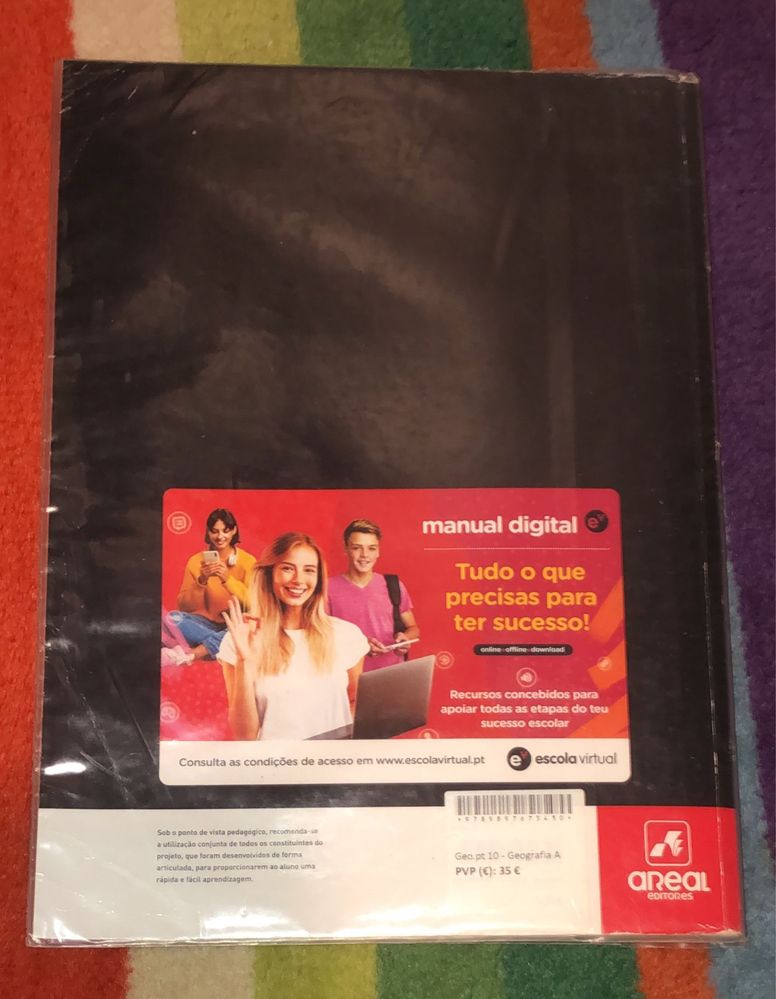 manual digital ev
Tudo o que
precisas para
ter sucesso!
online · offline · download
Recursos concebidos para
apoiar todas as etapas do teu
sucesso escolar
Consulta as condições de acesso em www.escolavirtual.pt
ev escola virtual
Sob o ponto de vista pedagógico, recomenda-se
a utilização conjunta de todos os constituintes do
projeto, que foram desenvolvidos de forma
articulada, para proporcionarem ao aluno uma
rápida e fácil aprendizagem.
9789897675430
Geo.pt 10 - Geografia A
PVP (€): 35 €
aREAL
EDITORES